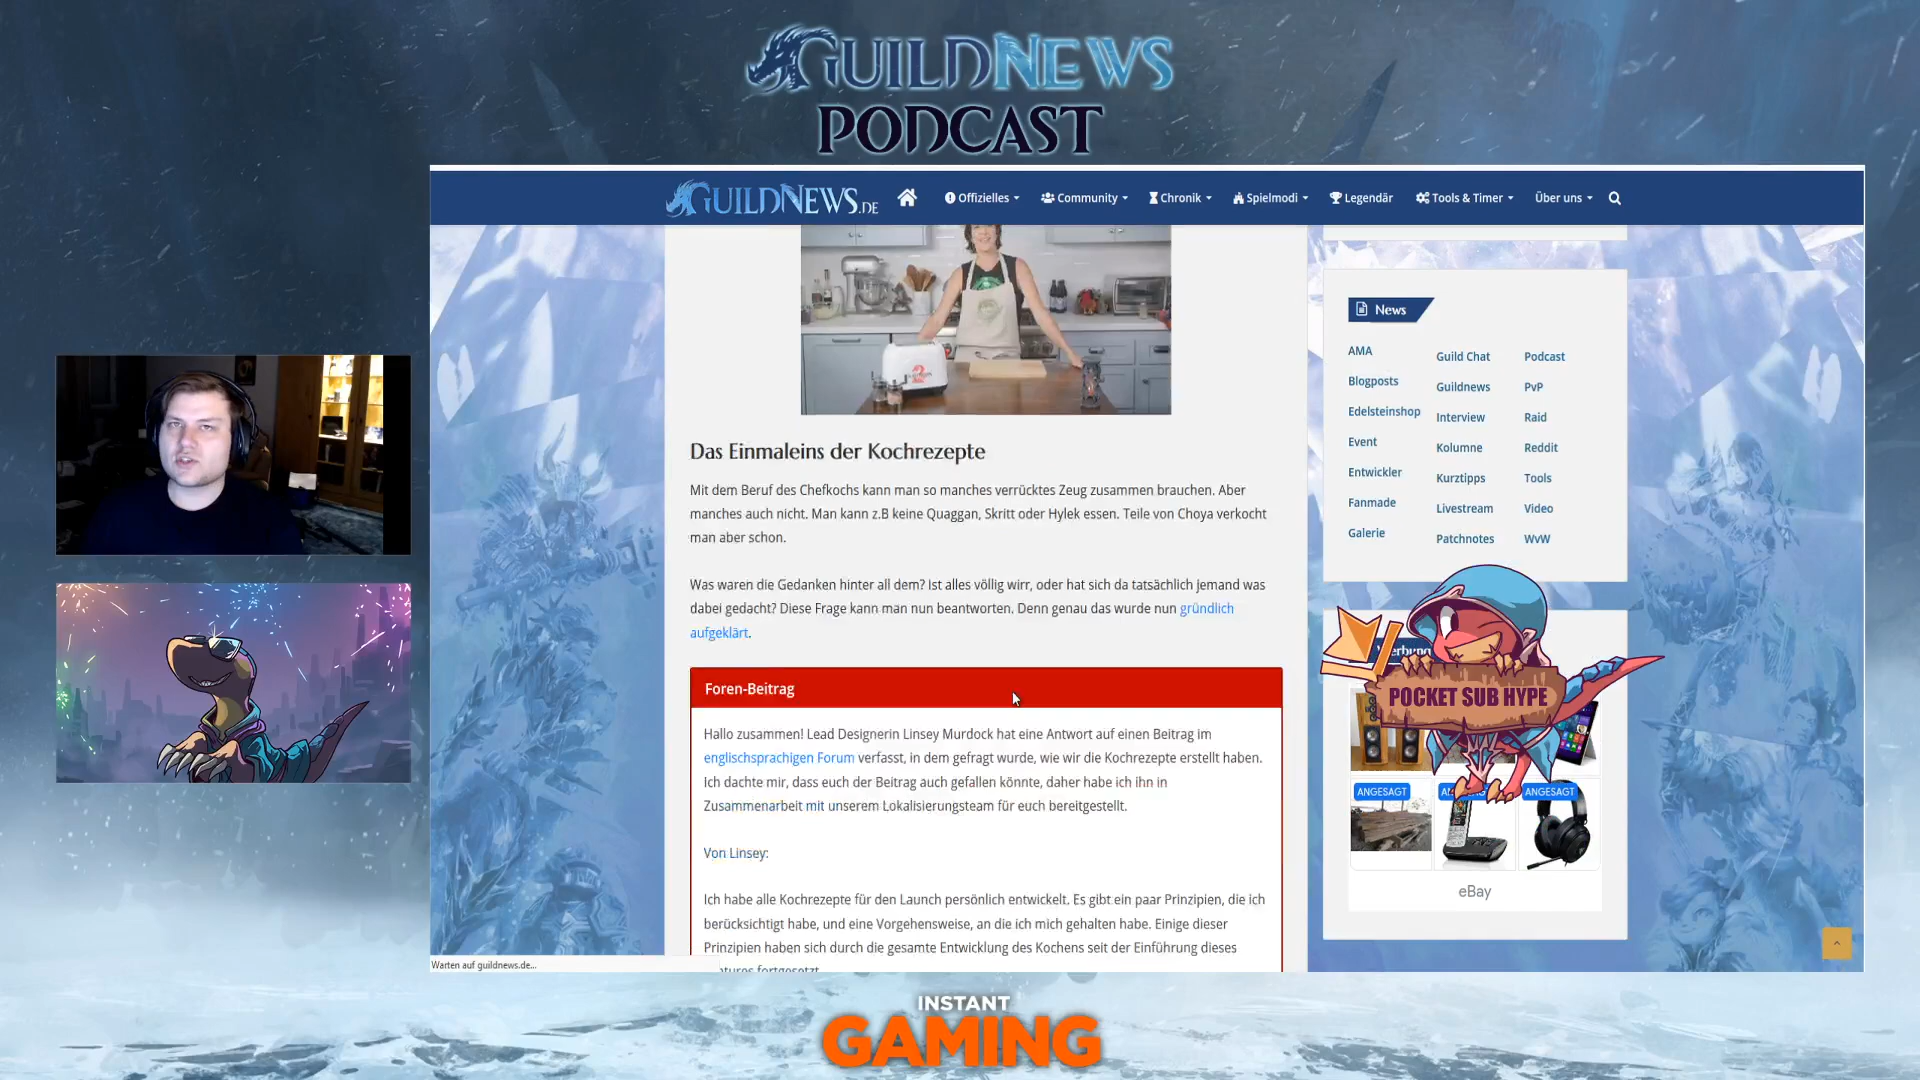 GUILDNEWS
PODCAST
GUILDNEWS.DE
Offizielles
Community
Chronik
Spielmodi
Legendär
Tools & Timer
Über uns
2
Das Einmaleins der Kochrezepte
Mit dem Beruf des Chefkochs kann man so manches verrücktes Zeug zusammen brauchen. Aber
manches auch nicht. Man kann z.B keine Quaggan, Skritt oder Hylek essen. Teile von Choya verkocht
man aber schon.
Was waren die Gedanken hinter all dem? Ist alles völlig wirr, oder hat sich da tatsächlich jemand was
dabei gedacht? Diese Frage kann man nun beantworten. Denn genau das wurde nun gründlich
aufgeklärt.
Foren-Beitrag
Hallo zusammen! Lead Designerin Linsey Murdock hat eine Antwort auf einen Beitrag im
englischsprachigen Forum verfasst, in dem gefragt wurde, wie wir die Kochrezepte erstellt haben.
Ich dachte mir, dass euch der Beitrag auch gefallen könnte, daher habe ich ihn in
Zusammenarbeit mit unserem Lokalisierungsteam für euch bereitgestellt.
Von Linsey:
Ich habe alle Kochrezepte für den Launch persönlich entwickelt. Es gibt ein paar Prinzipien, die ich
berücksichtigt habe, und eine Vorgehensweise, an die ich mich gehalten habe. Einige dieser
Prinzipien haben sich durch die gesamte Entwicklung des Kochens seit der Einführung dieses
fortgesetzt
Warten auf guildnews.de...
News
AMA
Blogposts
Edelsteinshop
Event
Entwickler
Fanmade
Galerie
Guild Chat
Guildnews
Interview
Kolumne
Kurztipps
Livestream
Patchnotes
Podcast
PvP
Raid
Reddit
Tools
Video
WvW
POCKET SUB HYPE
ANGESAGT
ANGESAGT
eBay
INSTANT
GAMING